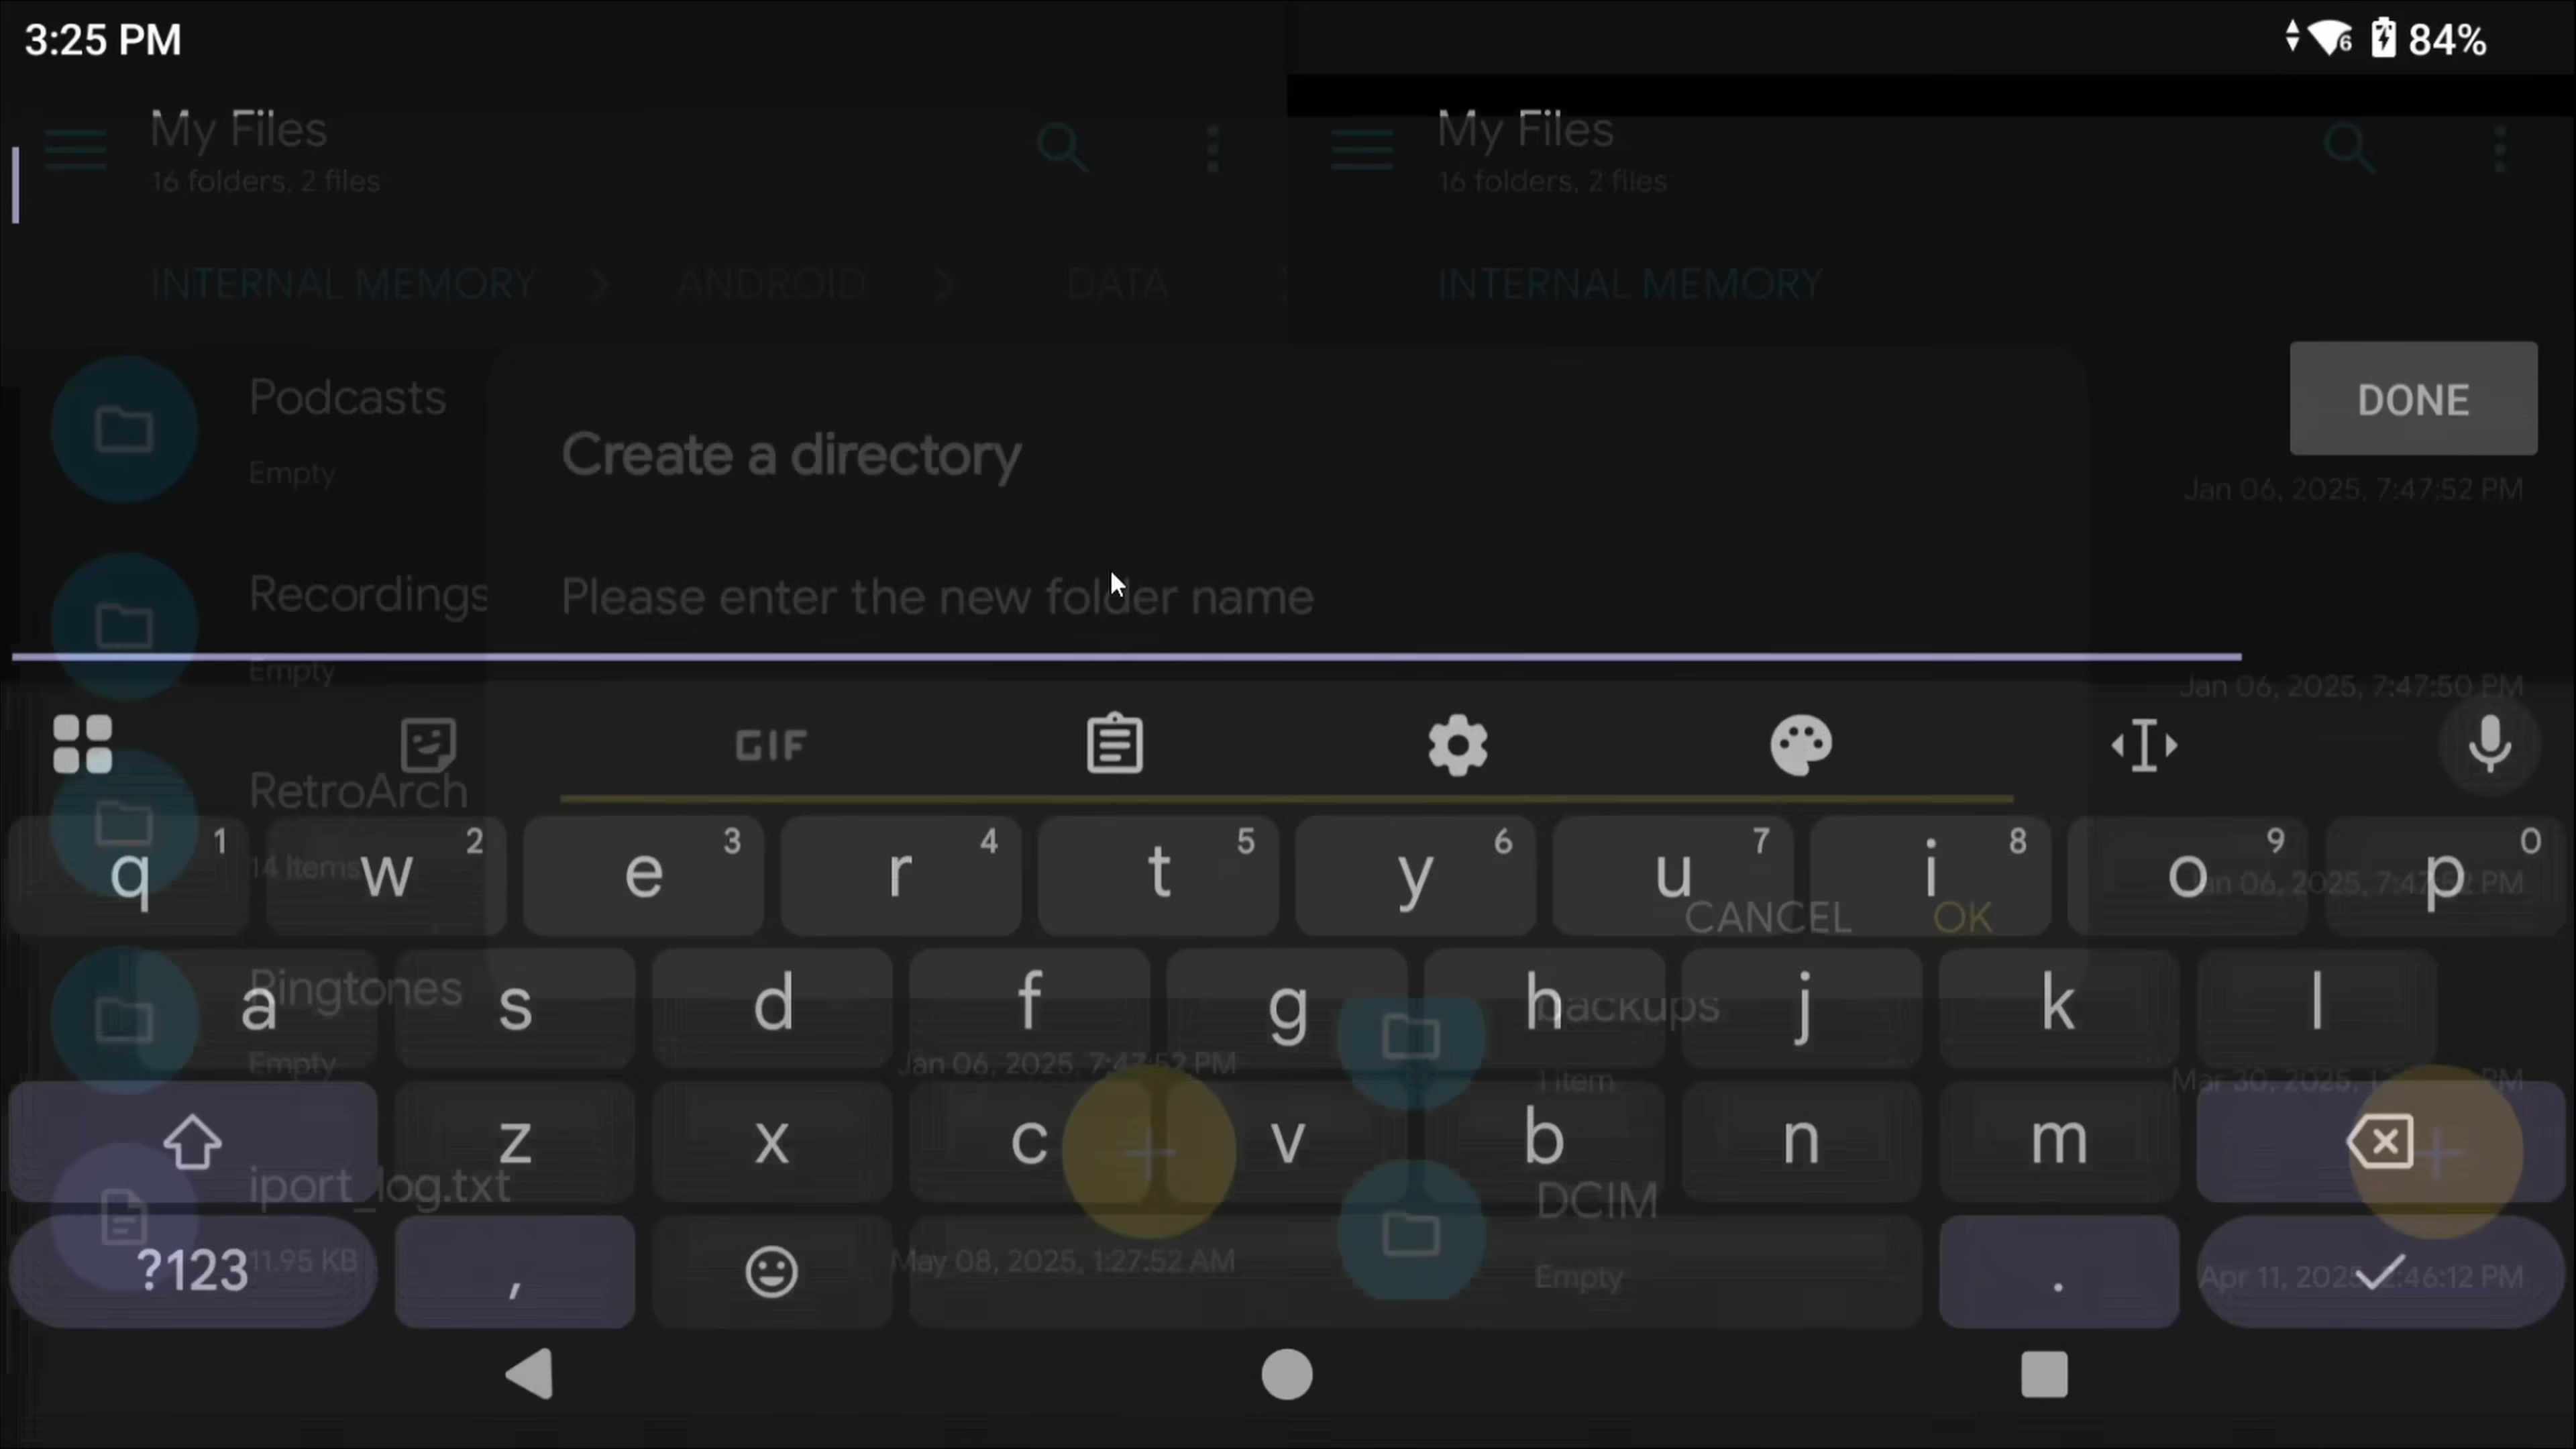 3:25 PM
6 84%
My Files
16 folders, 2 files
My Files
16 folders, 2 files
INTERNAL MEMORY > ANDROID > DATA
INTERNAL MEMORY
Podcasts
Empty
DONE
Create a directory
Jan 06, 2025, 7:47:52 PM
Recordings
Please enter the new folder name
Empty
Jan 06, 2025, 7:47:50 PM
GIF
RetroArch
14 items
q 1 w 2 e 3 r 4 t 5 y 6 u 7 i 8 o 9 p 0
Jan 06, 2025, 7:47:52 PM
CANCEL OK
Ringtones
a s d f g h j k l
backups
Empty
Jan 06, 2025, 7:47:52 PM
1 item
Mar 30, 2025, PM
z x c v b n m
iport_log.txt
DCIM
?123 , .
11.95 KB
May 08, 2025, 1:27:52 AM
Empty
Apr 11, 2025, :46:12 PM